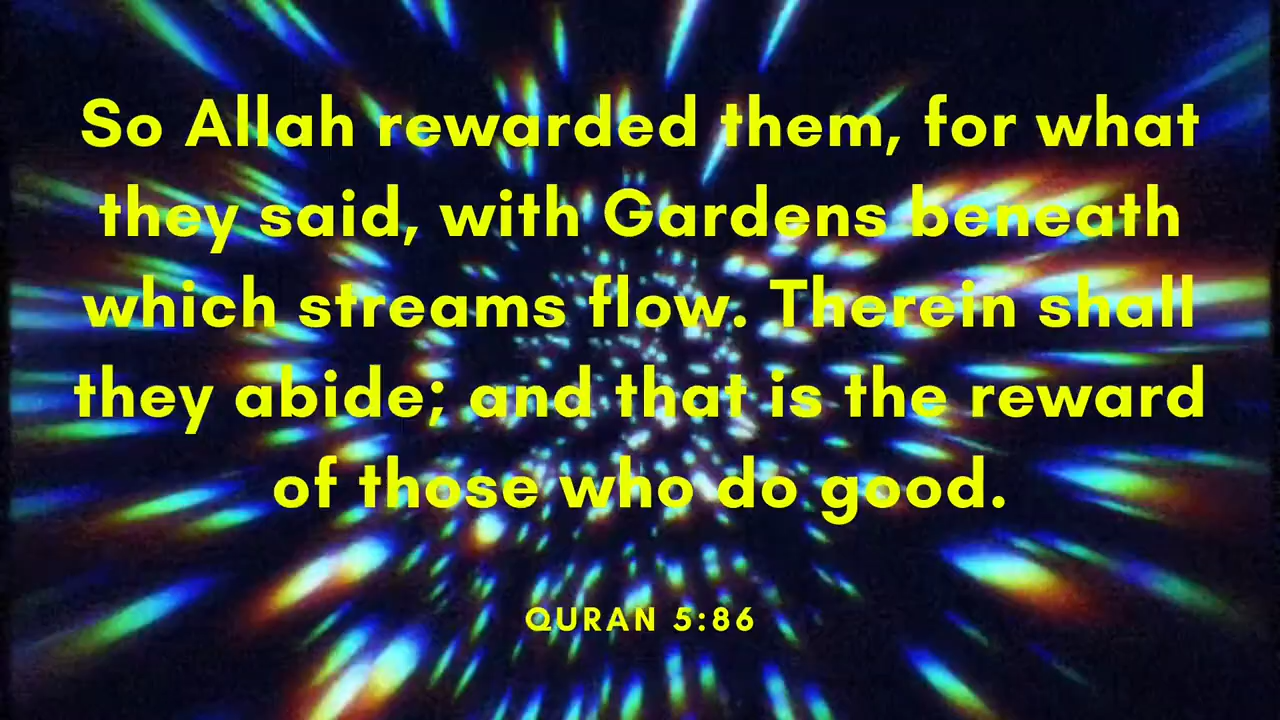 So Allah rewarded them, for what
they said, with Gardens beneath
which streams flow. Therein shall
they abide; and that is the reward
of those who do good.
QURAN 5:86